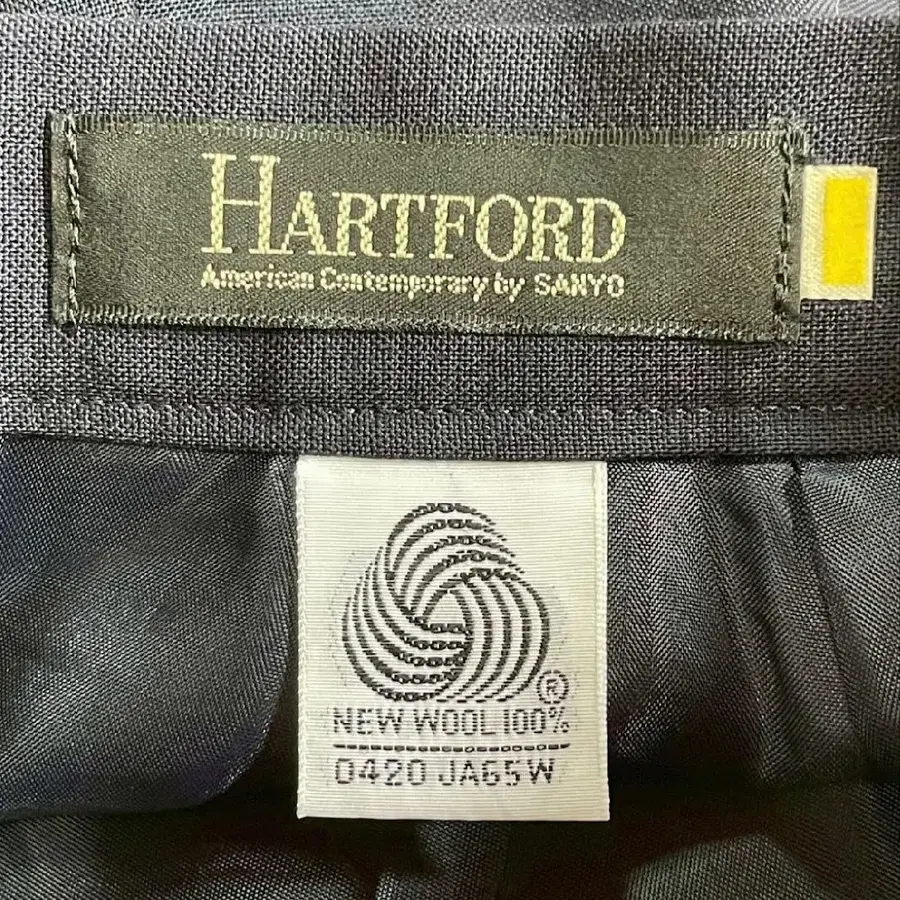 HARTFORD
American Contemporary by SANYO
®
NEW WOOL 100%
0420 JA65W